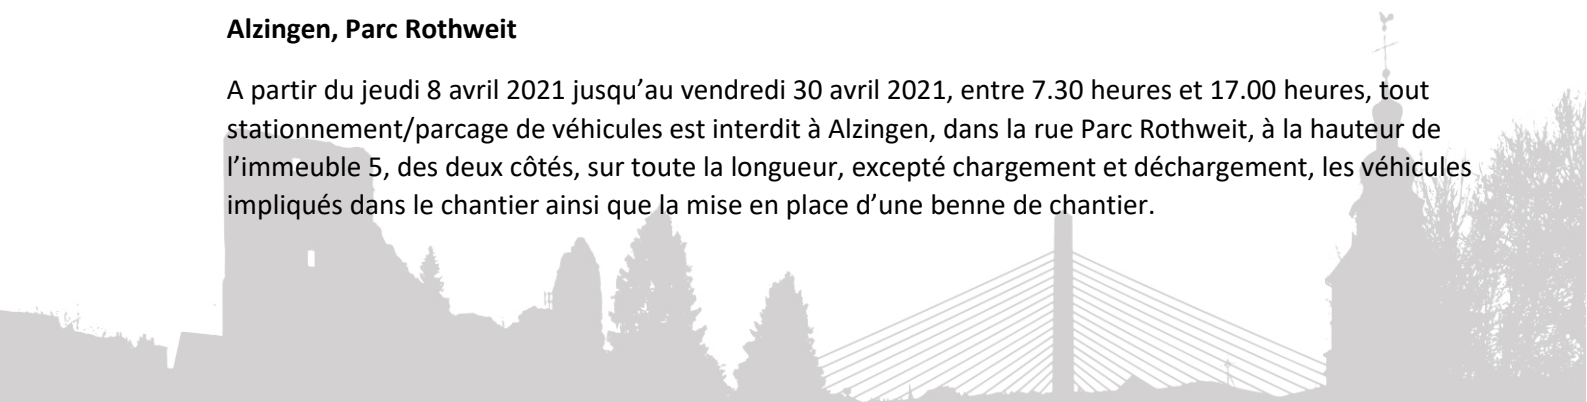 Alzingen, Parc Rothweit
A partir du jeudi 8 avril 2021 jusqu’au vendredi 30 avril 2021, entre 7.30 heures et 17.00 heures, tout
stationnement/parcage de véhicules est interdit à Alzingen, dans la rue Parc Rothweit, à la hauteur de
l’immeuble 5, des deux côtés, sur toute la longueur, excepté chargement et déchargement, les véhicules
impliqués dans le chantier ainsi que la mise en place d’une benne de chantier.